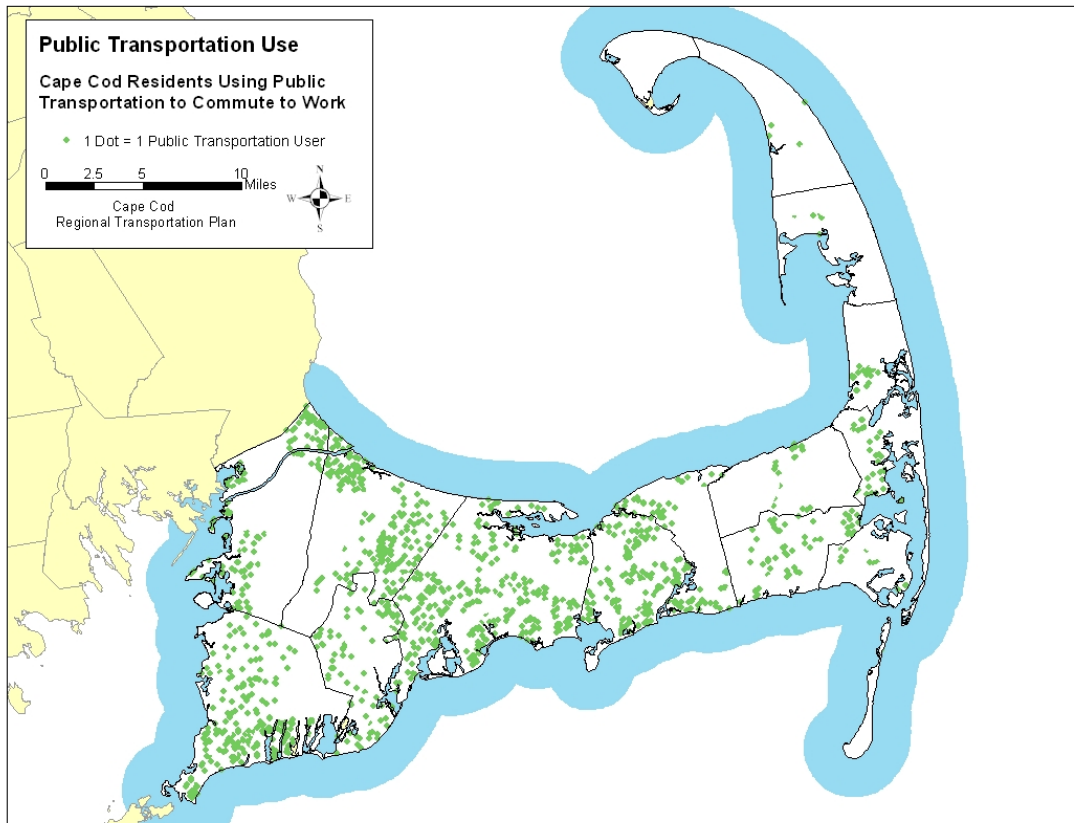 Public Transportation Use
Cape Cod Residents Using Public
Transportation to Commute to Work
1 Dot = 1 Public Transportation User
0 2.5 5 10
Miles
Cape Cod
Regional Transportation Plan
N
W E
S